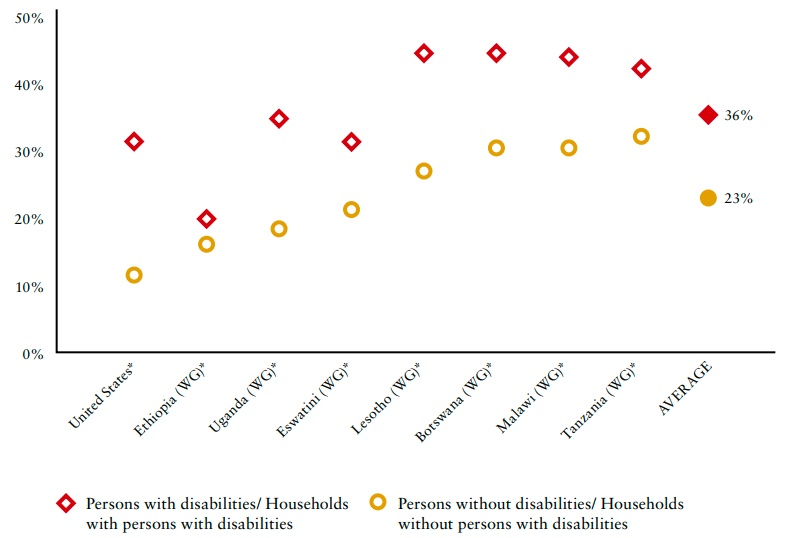 50%
40%
36%
30%
20%
23%
10%
0%
United States*
Ethiopia (WG)*
Uganda (WG)*
Eswatini (WG)*
Lesotho (WG)*
Botswana (WG)*
Malawi (WG)*
Tanzania (WG)*
AVERAGE
Persons with disabilities/ Households
with persons with disabilities
Persons without disabilities/ Households
without persons with disabilities